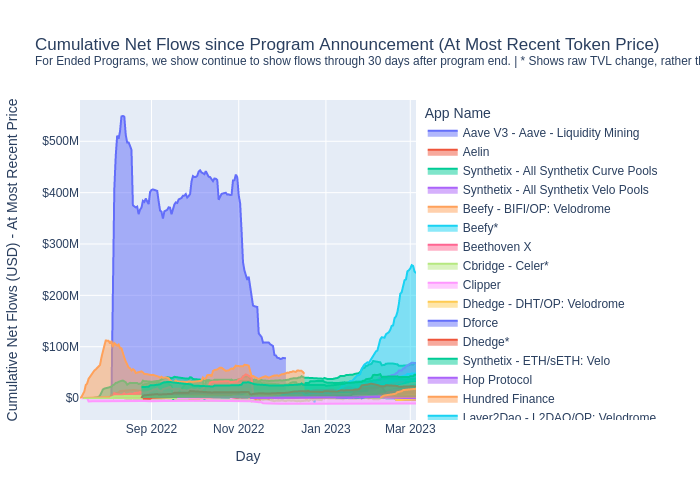 Cumulative Net Flows since Program Announcement (At Most Recent Token Price)
For Ended Programs, we show continue to show flows through 30 days after program end. | * Shows raw TVL change, rather
Cumulative Net Flows (USD) - At Most Recent Price
$500M
$400M
$300M
$200M
$100M
$0
Sep 2022
Nov 2022
Jan 2023
Mar 2023
Day
App Name
Aave V3 - Aave - Liquidity Mining
Aelin
Synthetix - All Synthetix Curve Pools
Synthetix - All Synthetix Velo Pools
Beefy - BIFI/OP: Velodrome
Beefy*
Beethoven X
Cbridge - Celer*
Clipper
Dhedge - DHT/OP: Velodrome
Dforce
Dhedge*
Synthetix - ETH/sETH: Velo
Hop Protocol
Hundred Finance
Layer2Dao - L2DAO/OP: Velodrome